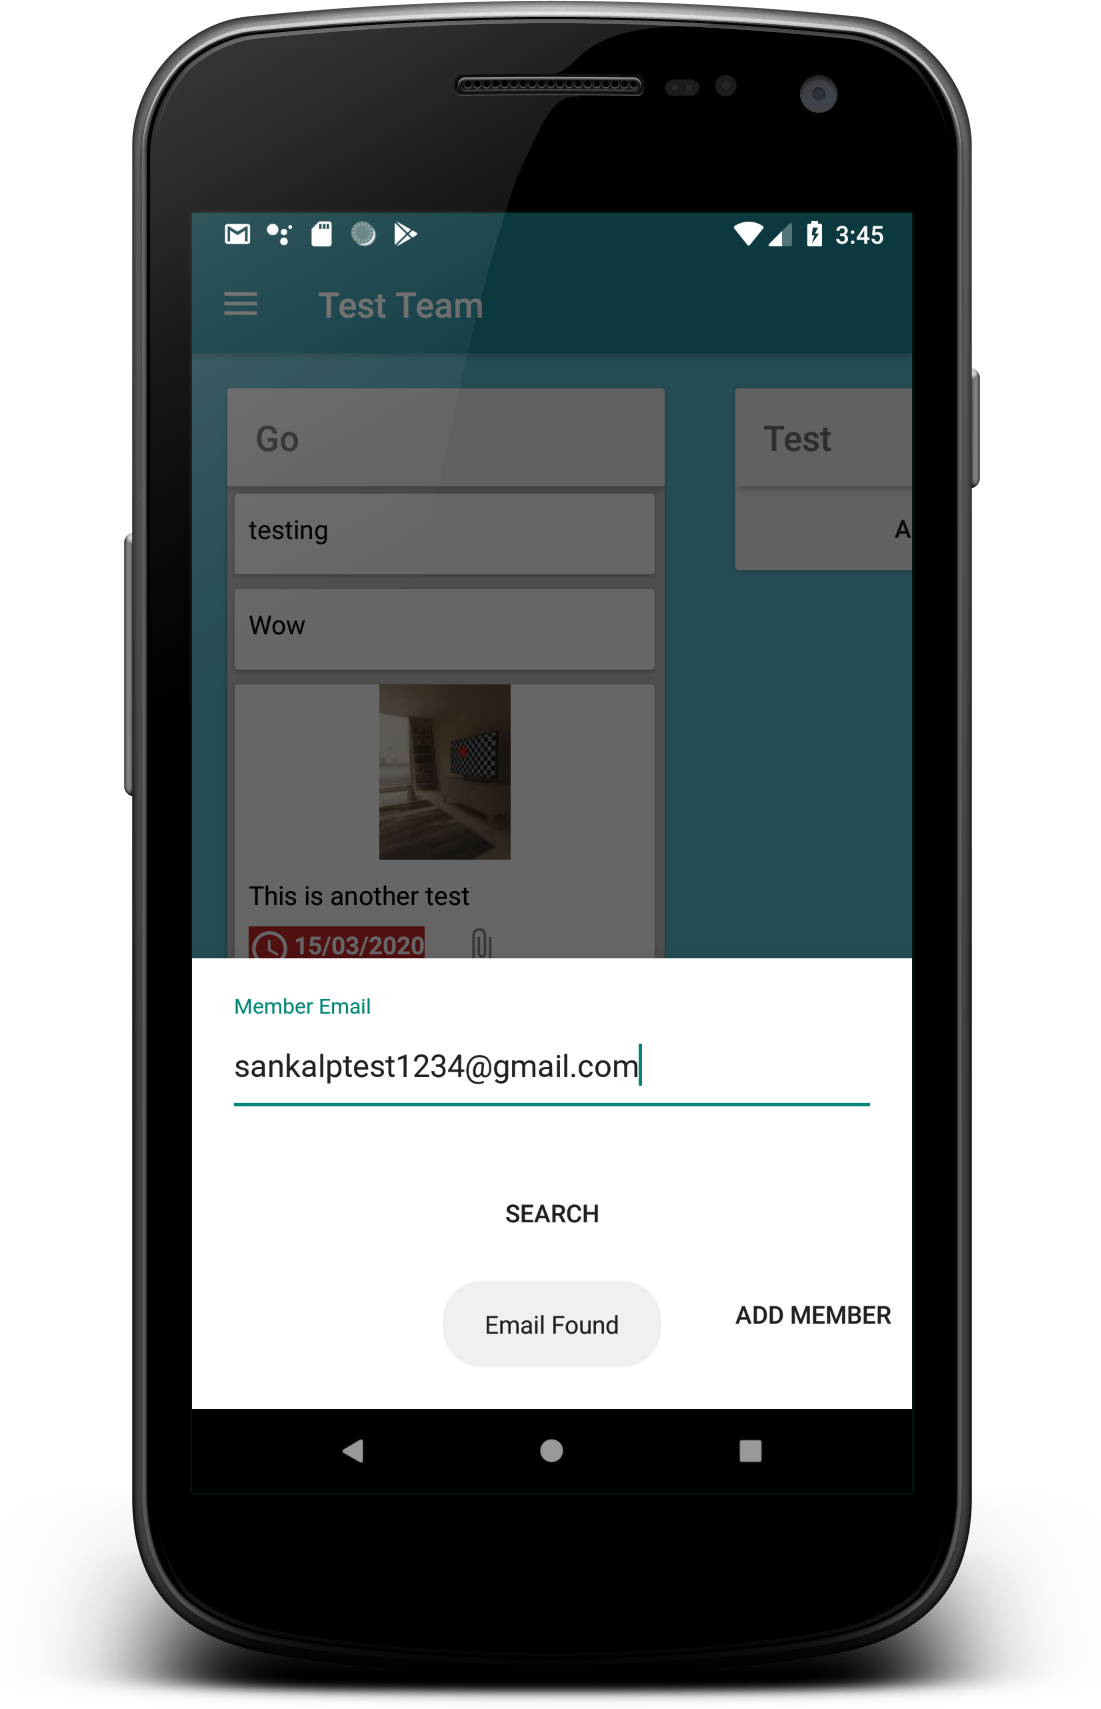 3:45
Test Team
Go
Test
testing
A
Wow
This is another test
15/03/2020
Member Email
sankalptest1234@gmail.com
SEARCH
Email Found
ADD MEMBER